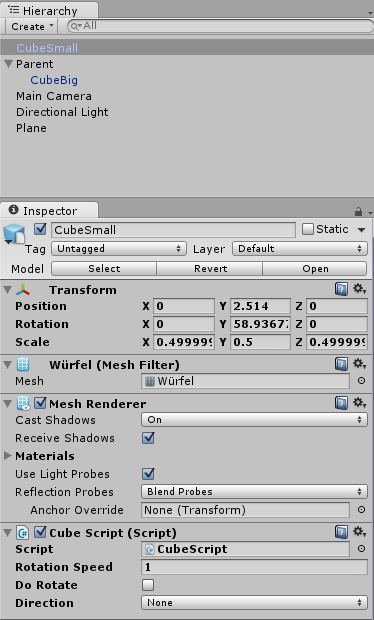 Hierarchy
Create All
CubeSmall
Parent
CubeBig
Main Camera
Directional Light
Plane
Inspector
CubeSmall Static
Tag Untagged Layer Default
Model Select Revert Open
Transform
Position X 0 Y 2.514 Z 0
Rotation X 0 Y 58.93677 Z 0
Scale X 0.499999 Y 0.5 Z 0.499999
Würfel (Mesh Filter)
Mesh Würfel
Mesh Renderer
Cast Shadows On
Receive Shadows
Materials
Use Light Probes
Reflection Probes Blend Probes
Anchor Override None (Transform)
Cube Script (Script)
Script CubeScript
Rotation Speed 1
Do Rotate
Direction None